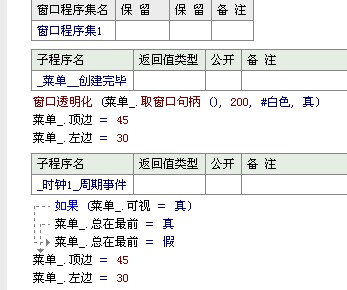 窗口程序集名 保 留 保 留 备 注
窗口程序集1
子程序名 返回值类型 公开 备 注
_菜单__创建完毕
窗口透明化 (菜单_.取窗口句柄 (), 200, #白色, 真)
菜单_.顶边 = 45
菜单_.左边 = 30
子程序名 返回值类型 公开 备 注
_时钟1_周期事件
如果 (菜单_.可视 = 真)
菜单_.总在最前 = 真
菜单_.总在最前 = 假
菜单_.顶边 = 45
菜单_.左边 = 30